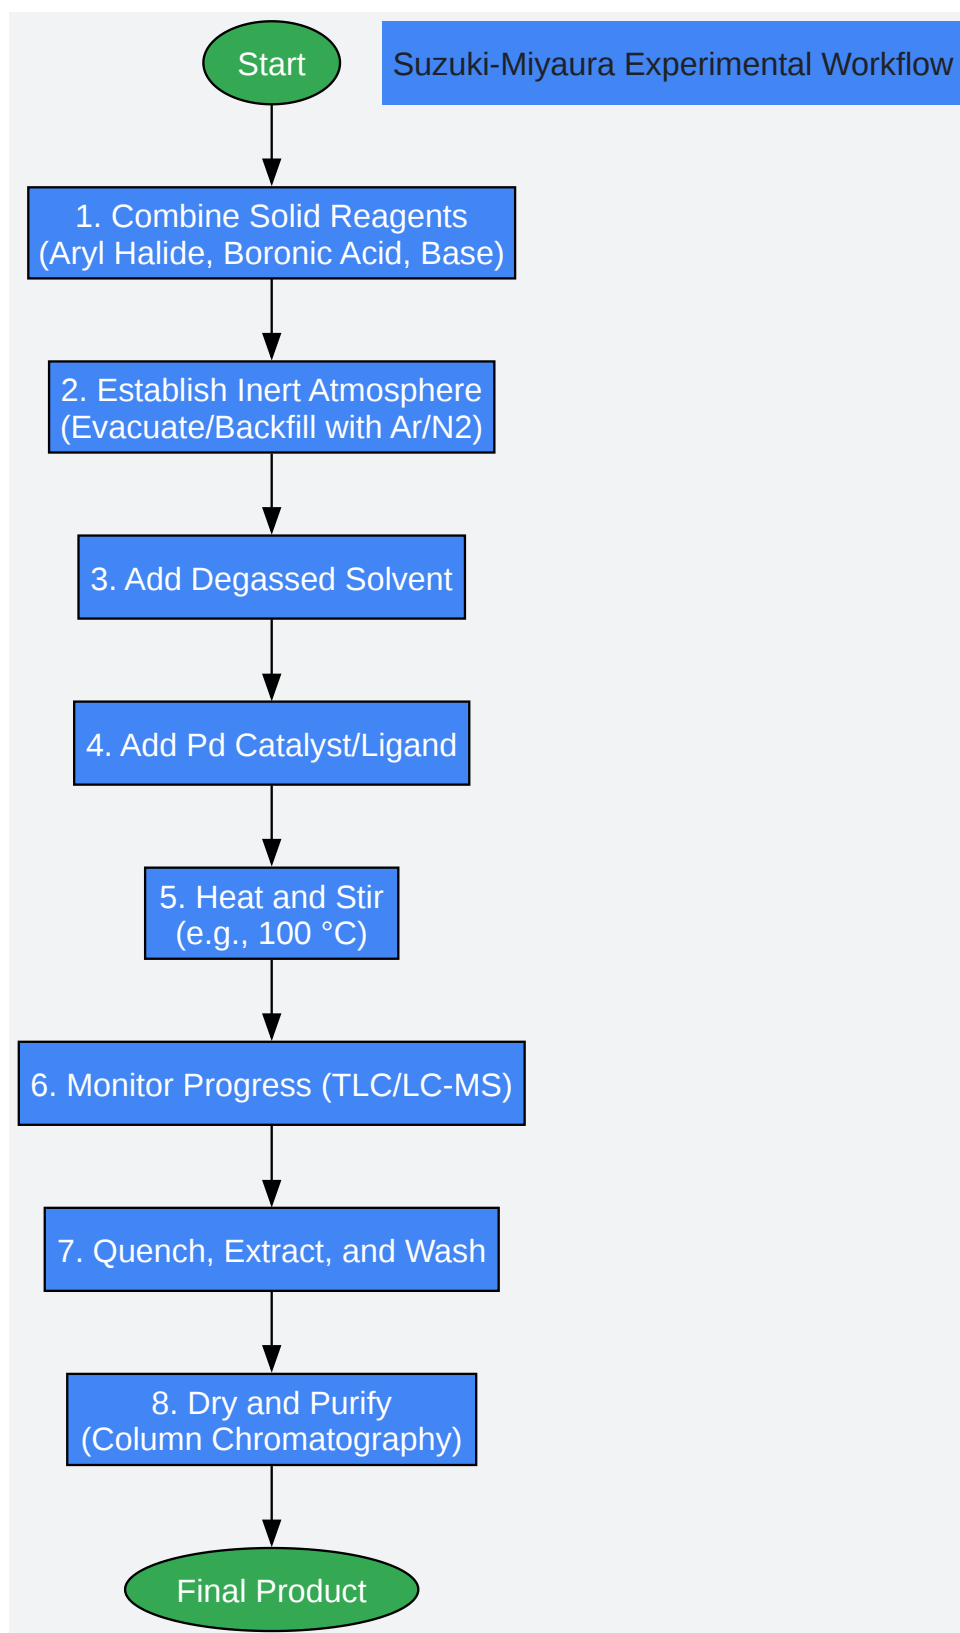 Start
Suzuki-Miyaura Experimental Workflow
1. Combine Solid Reagents
(Aryl Halide, Boronic Acid, Base)
2. Establish Inert Atmosphere
(Evacuate/Backfill with Ar/N2)
3. Add Degassed Solvent
4. Add Pd Catalyst/Ligand
5. Heat and Stir
(e.g., 100 °C)
6. Monitor Progress (TLC/LC-MS)
7. Quench, Extract, and Wash
8. Dry and Purify
(Column Chromatography)
Final Product